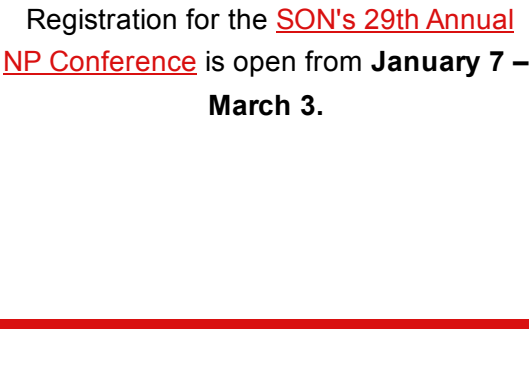 Registration for the SON's 29th Annual
NP Conference is open from January 7 –
March 3.